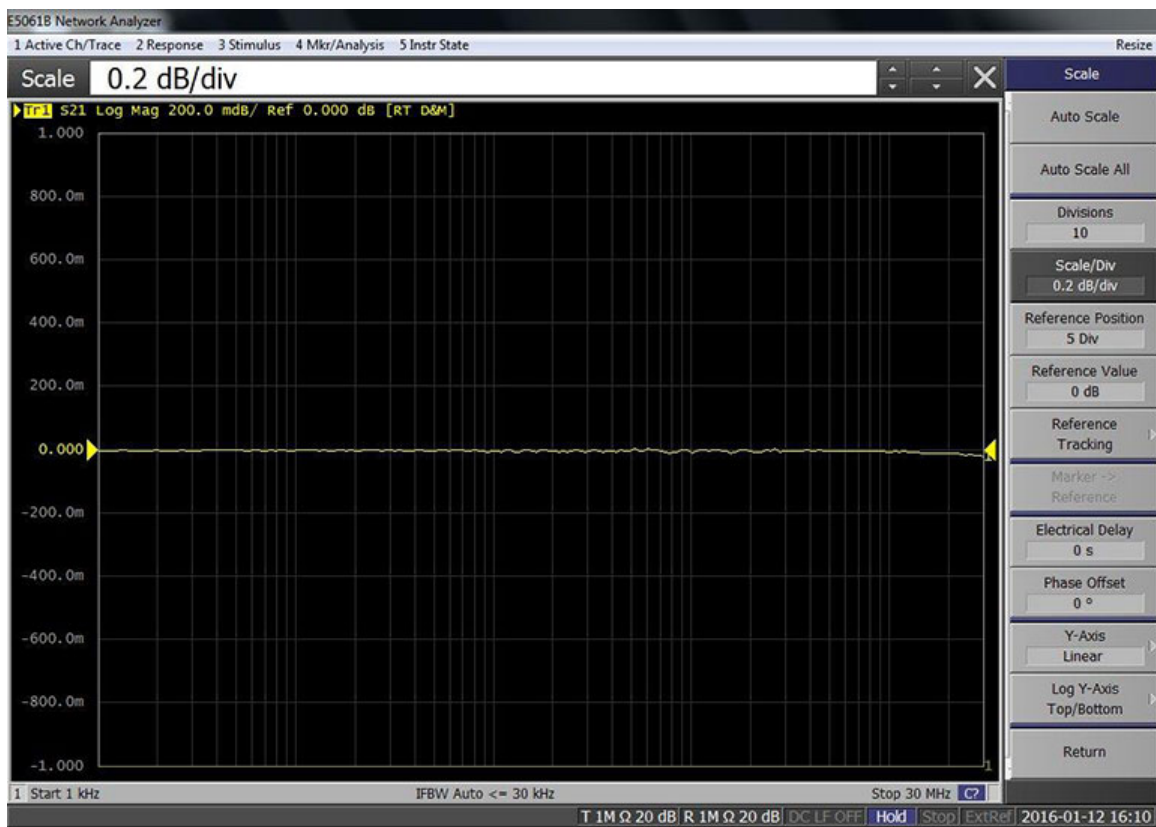 E5061B Network Analyzer
1 Active Ch/Trace 2 Response 3 Stimulus 4 Mkr/Analysis 5 Instr State Resize
Scale 0.2 dB/div
Scale
Tr1 S21 Log Mag 200.0 mdB/ Ref 0.000 dB [RT D&M]
1.000
800.0m
600.0m
400.0m
200.0m
0.000
-200.0m
-400.0m
-600.0m
-800.0m
-1.000
1
1
Auto Scale
Auto Scale All
Divisions
10
Scale/Div
0.2 dB/div
Reference Position
5 Div
Reference Value
0 dB
Reference
Tracking
Marker ->
Reference
Electrical Delay
0 s
Phase Offset
0 °
Y-Axis
Linear
Log Y-Axis
Top/Bottom
Return
1 Start 1 kHz IFBW Auto <= 30 kHz Stop 30 MHz C?
T 1M Ω 20 dB R 1M Ω 20 dB DC LF OFF Hold Stop ExtRef 2016-01-12 16:10